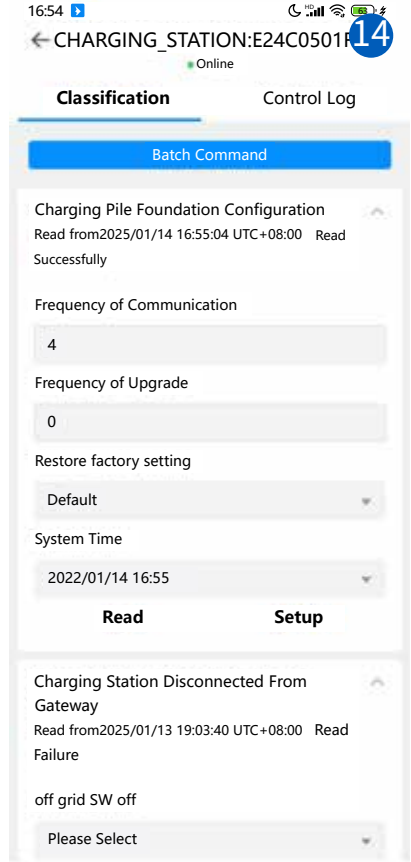 16:54 HD 63
CHARGING_STATION:E24C0501F
14
Online
Classification Control Log
Batch Command
Charging Pile Foundation Configuration
Read from2025/01/14 16:55:04 UTC+08:00 Read
Successfully
Frequency of Communication
4
Frequency of Upgrade
0
Restore factory setting
Default
System Time
2022/01/14 16:55
Read Setup
Charging Station Disconnected From
Gateway
Read from2025/01/13 19:03:40 UTC+08:00 Read
Failure
off grid SW off
Please Select